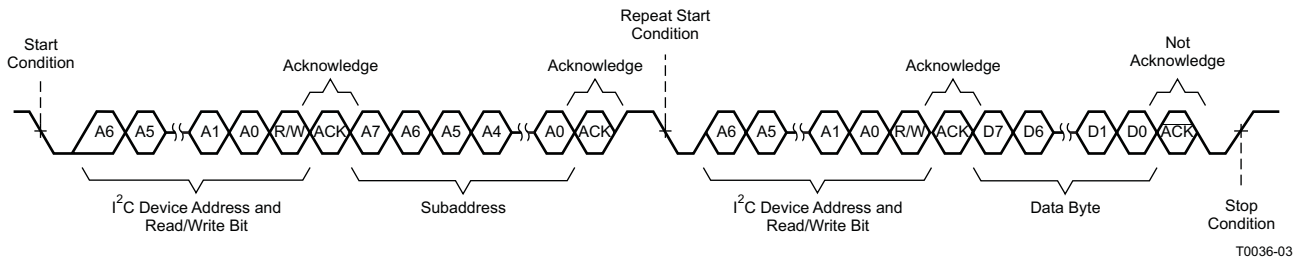 Repeat Start
Condition
Start
Condition
Not
Acknowledge
Acknowledge
Acknowledge
Acknowledge
A6 A5 A1 A0 R/W ACK A7 A6 A5 A4 A0 ACK A6 A5 A1 A0 R/W ACK D7 D6 D1 D0 ACK
I2C Device Address and
Read/Write Bit
Subaddress
I2C Device Address and
Read/Write Bit
Data Byte
Stop
Condition
T0036-03